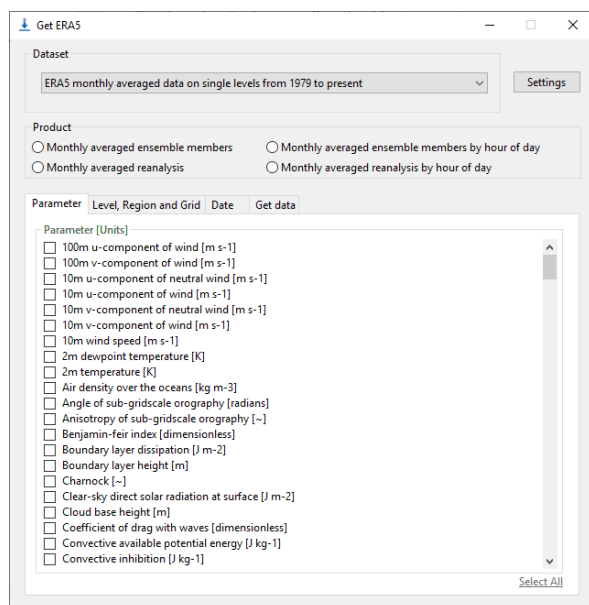 Get ERA5
Dataset
ERA5 monthly averaged data on single levels from 1979 to present
Settings
Product
Monthly averaged ensemble members
Monthly averaged ensemble members by hour of day
Monthly averaged reanalysis
Monthly averaged reanalysis by hour of day
Parameter
Level, Region and Grid
Date
Get data
Parameter [Units]
100m u-component of wind [m s-1]
100m v-component of wind [m s-1]
10m u-component of neutral wind [m s-1]
10m u-component of wind [m s-1]
10m v-component of neutral wind [m s-1]
10m v-component of wind [m s-1]
10m wind speed [m s-1]
2m dewpoint temperature [K]
2m temperature [K]
Air density over the oceans [kg m-3]
Angle of sub-gridscale orography [radians]
Anisotropy of sub-gridscale orography [~]
Benjamin-feir index [dimensionless]
Boundary layer dissipation [J m-2]
Boundary layer height [m]
Charnock [~]
Clear-sky direct solar radiation at surface [J m-2]
Cloud base height [m]
Coefficient of drag with waves [dimensionless]
Convective available potential energy [J kg-1]
Convective inhibition [J kg-1]
Select All